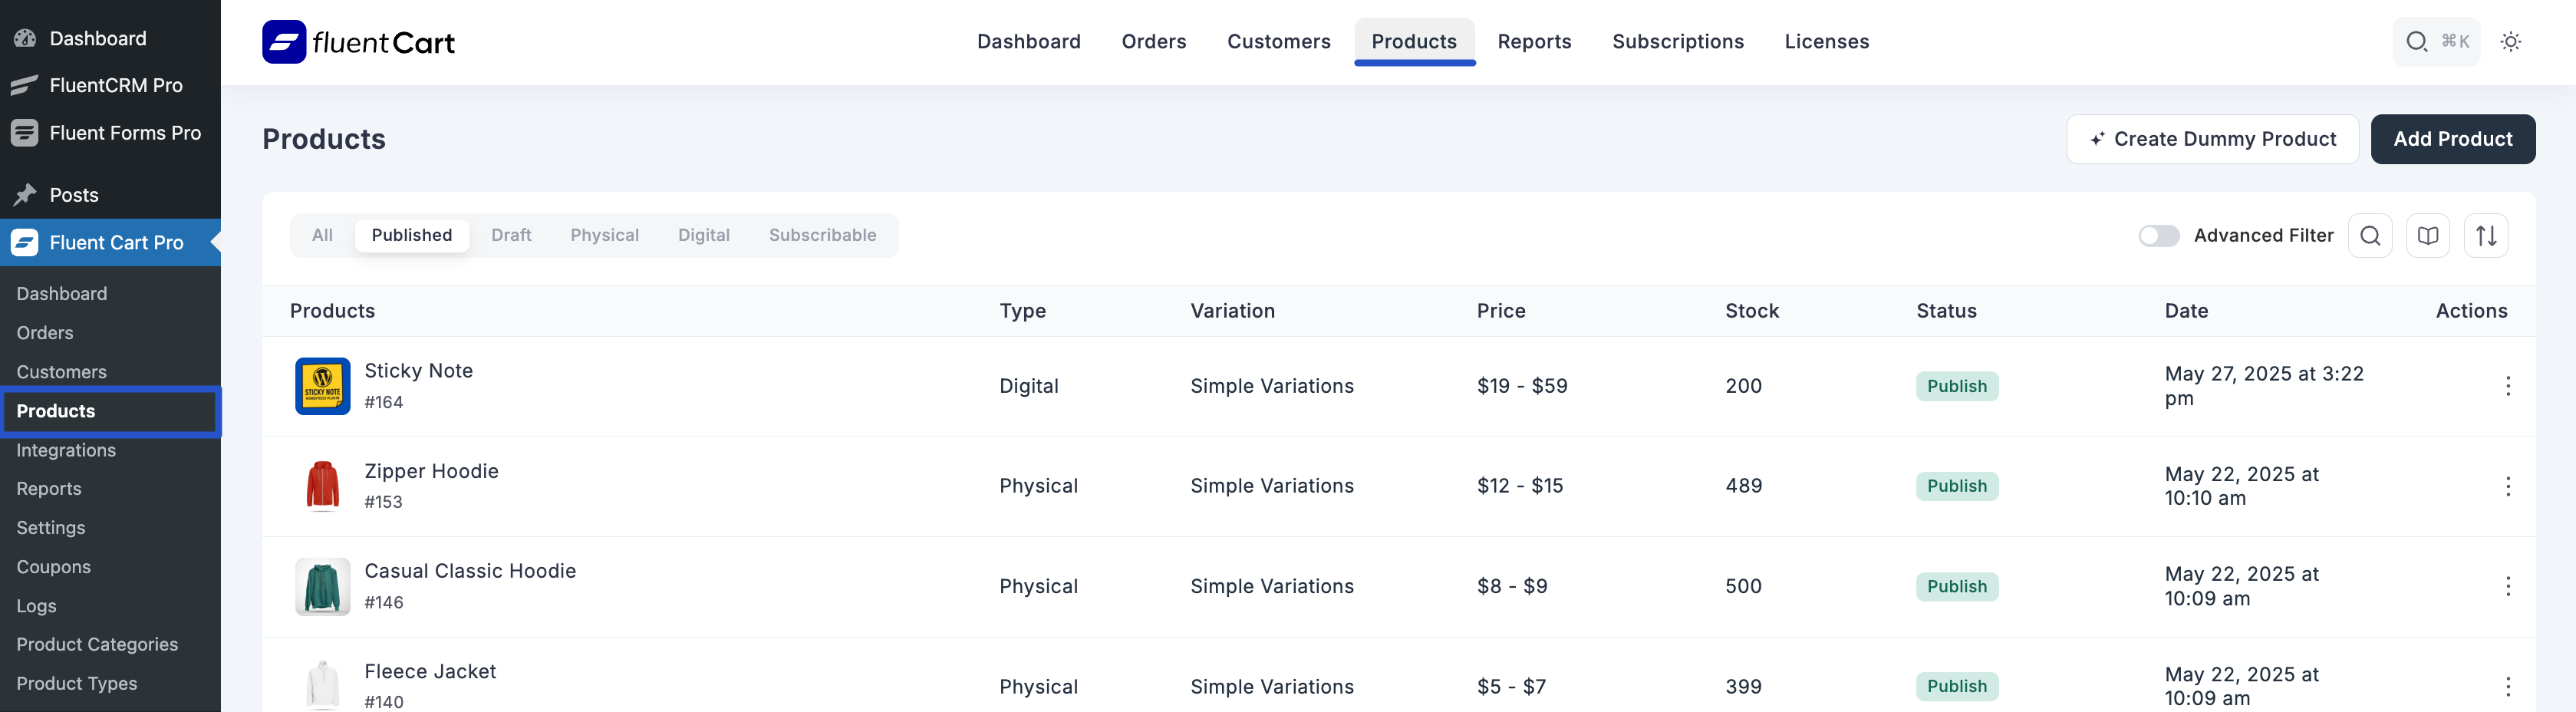 Dashboard
FluentCRM Pro
Fluent Forms Pro
Posts
Fluent Cart Pro
Dashboard
Orders
Customers
Products
Integrations
Reports
Settings
Coupons
Logs
Product Categories
Product Types
fluentCart
Dashboard Orders Customers Products Reports Subscriptions Licenses
⌘K
Products
Create Dummy Product
Add Product
All Published Draft Physical Digital Subscribable
Advanced Filter
Products Type Variation Price Stock Status Date Actions
STICKY NOTE
Sticky Note
#164
Digital Simple Variations $19 - $59 200 Publish
May 27, 2025 at 3:22
pm
Zipper Hoodie
#153
Physical Simple Variations $12 - $15 489 Publish
May 22, 2025 at
10:10 am
Casual Classic Hoodie
#146
Physical Simple Variations $8 - $9 500 Publish
May 22, 2025 at
10:09 am
Fleece Jacket
#140
Physical Simple Variations $5 - $7 399 Publish
May 22, 2025 at
10:09 am